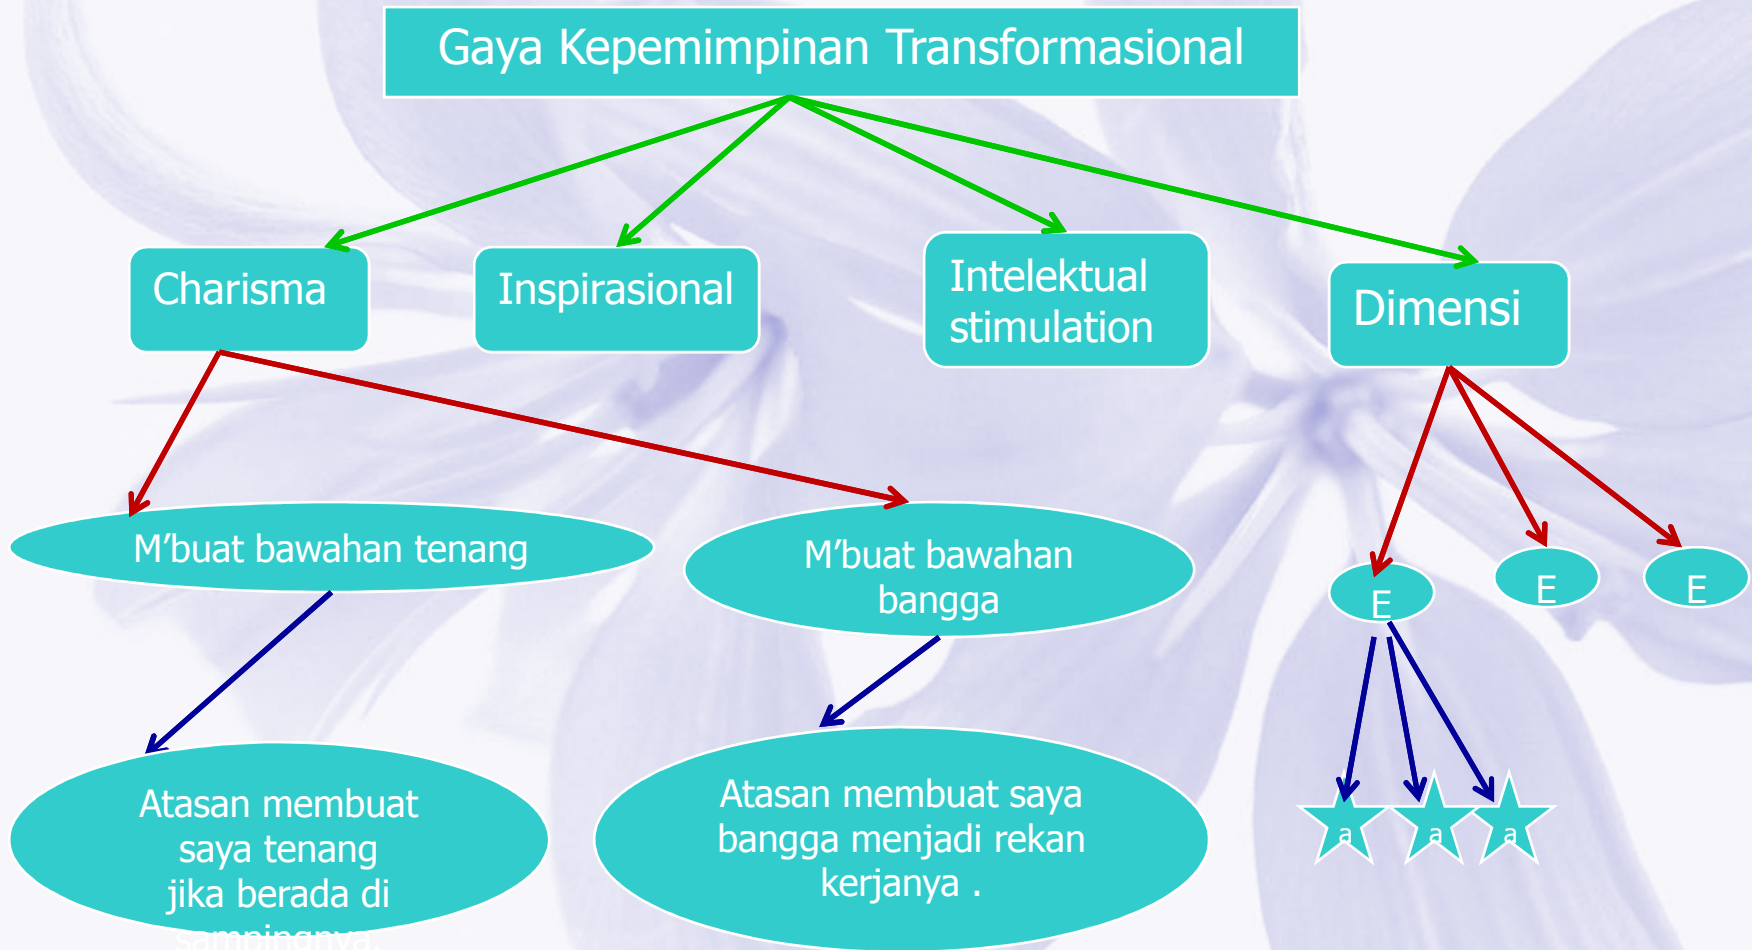 Gaya Kepemimpinan Transformasional
Charisma
Inspirasional
Intelektual
stimulation
Dimensi
M’buat bawahan tenang
M’buat bawahan
bangga
E
E
E
Atasan membuat
saya tenang
jika berada di
sampingnya.
Atasan membuat saya
bangga menjadi rekan
kerjanya .
a
a
a